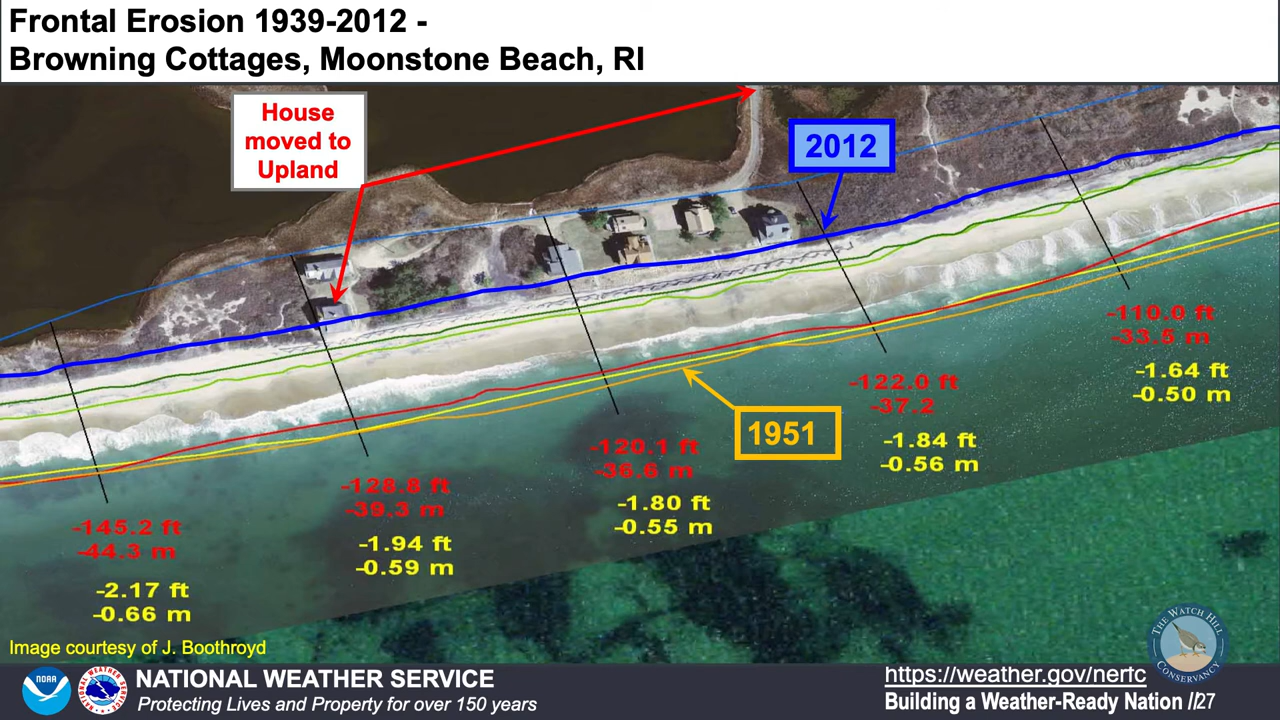 Frontal Erosion 1939-2012 -
Browning Cottages, Moonstone Beach, RI
House
moved to
Upland
2012
1951
-110.0 ft
-33.5 m
-1.64 ft
-0.50 m
-122.0 ft
-37.2
-1.84 ft
-0.56 m
-120.1 ft
-36.6 m
-1.80 ft
-0.55 m
-128.8 ft
-39.3 m
-1.94 ft
-0.59 m
-145.2 ft
-44.3 m
-2.17 ft
-0.66 m
Image courtesy of J. Boothroyd
THE WATCH HILL
CONSERVANCY
NOAA
NATIONAL WEATHER SERVICE
Protecting Lives and Property for over 150 years
https://weather.gov/nerfc
Building a Weather-Ready Nation //27